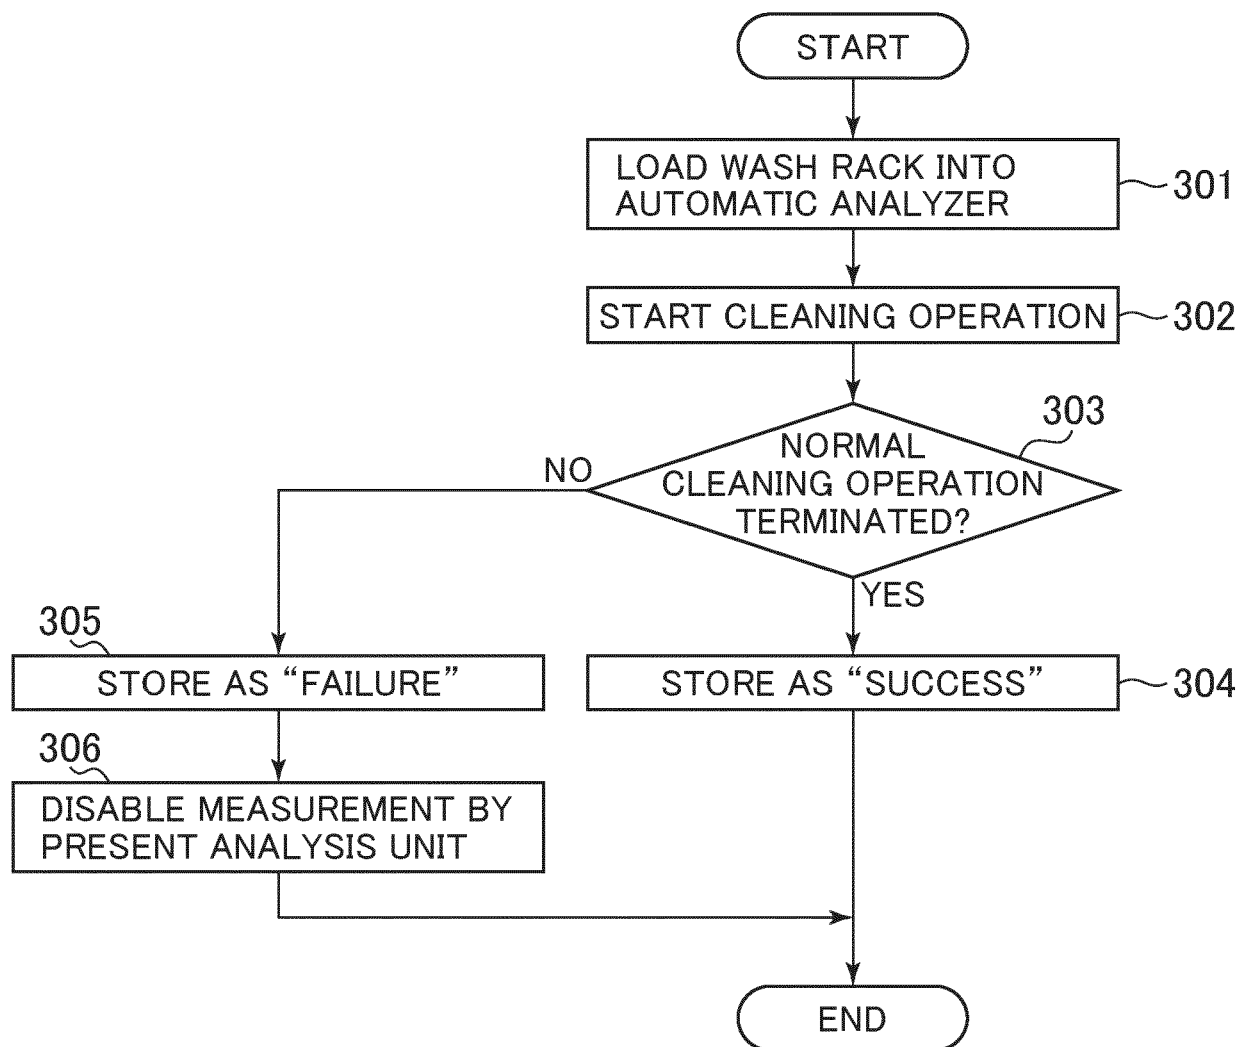 START
LOAD WASH RACK INTO
AUTOMATIC ANALYZER
301
START CLEANING OPERATION
302
303
NORMAL
CLEANING OPERATION
TERMINATED?
NO
YES
305
STORE AS “FAILURE”
STORE AS “SUCCESS”
304
306
DISABLE MEASUREMENT BY
PRESENT ANALYSIS UNIT
END